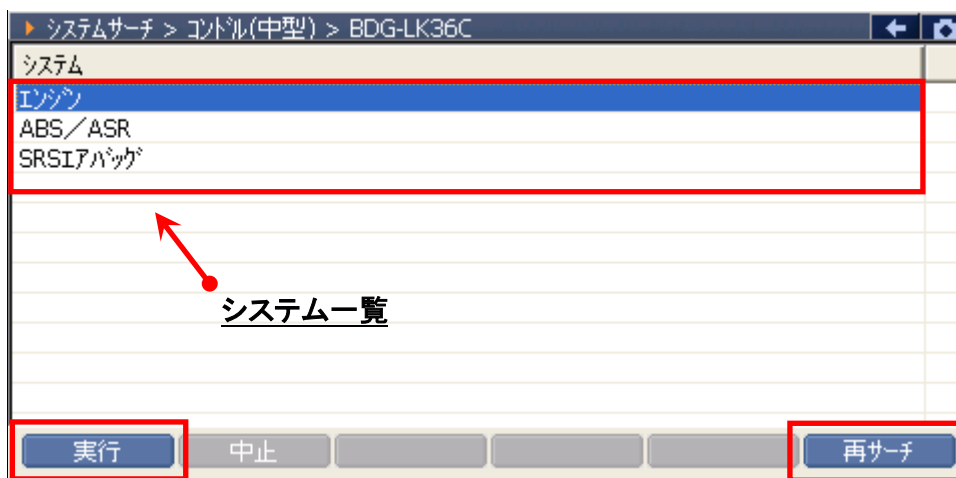 システムサーチ > コンドル(中型) > BDG-LK36C
システム
エンジン
ABS/ASR
SRSエアバッグ
システム一覧
実行 中止 再サーチ